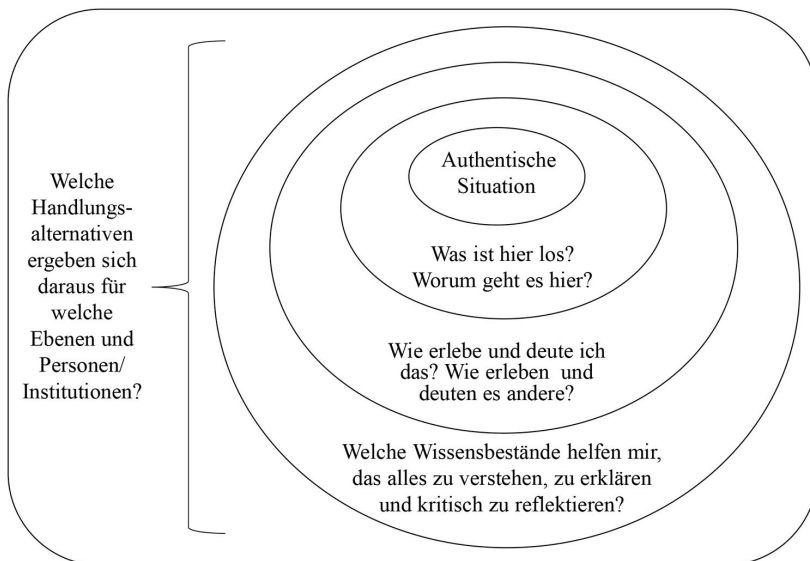 Welche
Handlungs-
alternativen
ergeben sich
daraus für
welche
Ebenen und
Personen/
Institutionen?
Authentische
Situation
Was ist hier los?
Worum geht es hier?
Wie erlebe und deute ich
das? Wie erleben und
deuten es andere?
Welche Wissensbestände helfen mir,
das alles zu verstehen, zu erklären
und kritisch zu reflektieren?